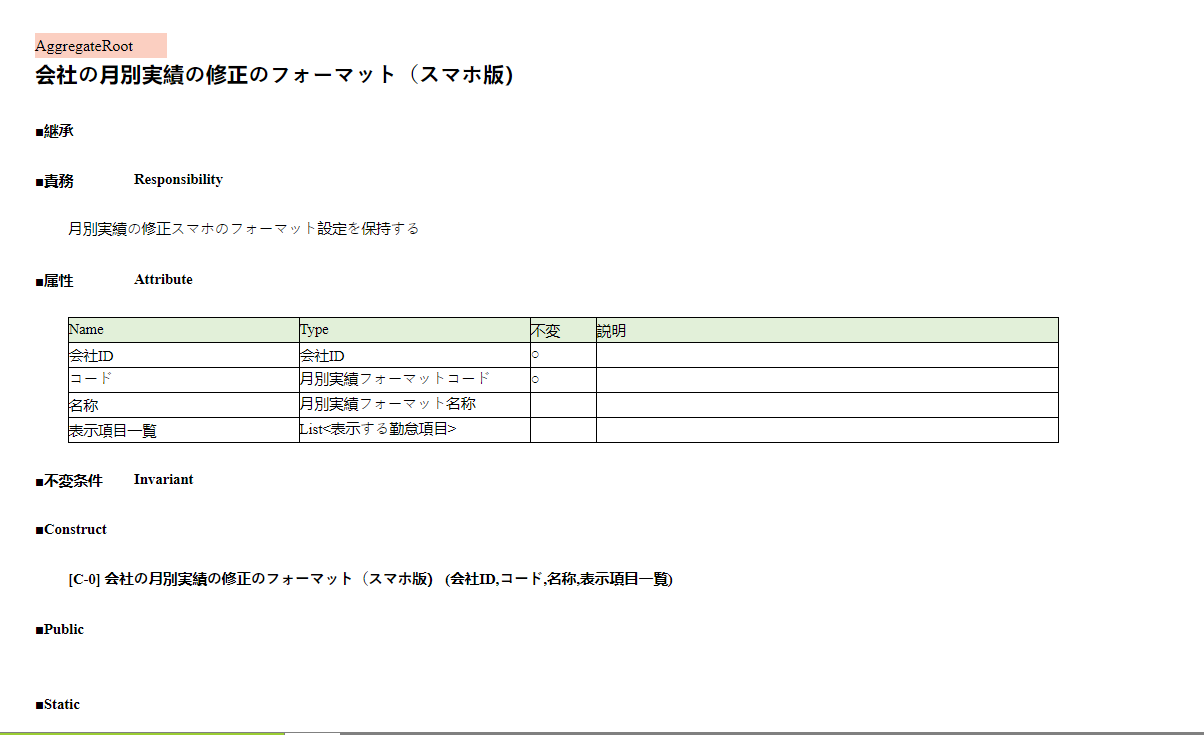 AggregateRoot
会社の月別実績の修正のフォーマット（スマホ版)
■継承
■責務 Responsibility
月別実績の修正スマホのフォーマット設定を保持する
■属性 Attribute
Name Type 不変 説明
会社ID 会社ID ○
コード 月別実績フォーマットコード ○
名称 月別実績フォーマット名称
表示項目一覧 List<表示する勤怠項目>
■不変条件 Invariant
■Construct
[C-0] 会社の月別実績の修正のフォーマット（スマホ版) (会社ID,コード,名称,表示項目一覧)
■Public
■Static